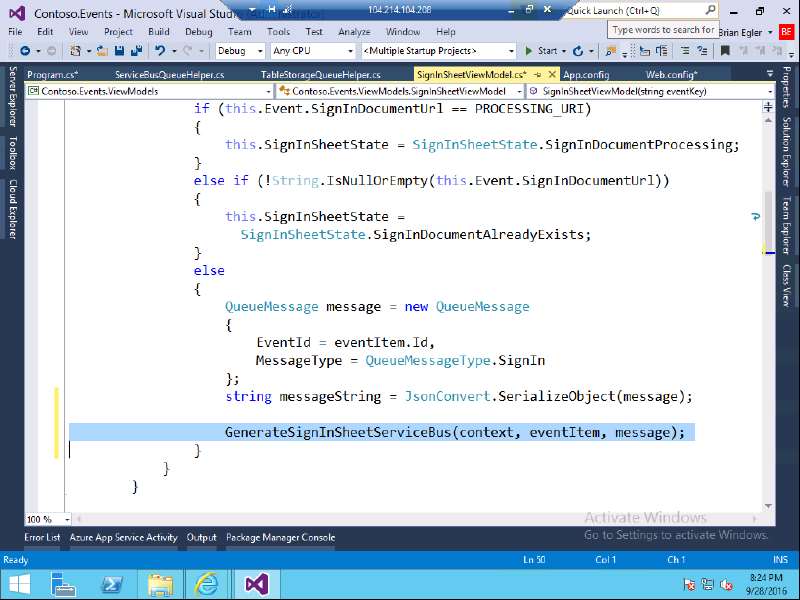 Contoso.Events - Microsoft Visual Stud
104.214.104.208
Quick Launch (Ctrl+Q)
File Edit View Project Build Debug Team Tools Test Analyze Window Help
Type words to search for
Brian Egler
BE
Debug Any CPU <Multiple Startup Projects> Start
Program.cs* ServiceBusQueueHelper.cs TableStorageQueueHelper.cs SignInSheetViewModel.cs* App.config Web.config*
Contoso.Events.ViewModels Contoso.Events.ViewModels.SignInSheetViewModel SignInSheetViewModel(string eventKey)
Server Explorer
Toolbox
Cloud Explorer
if (this.Event.SignInDocumentUrl == PROCESSING_URI)
{
this.SignInSheetState = SignInSheetState.SignInDocumentProcessing;
}
else if (!String.IsNullOrEmpty(this.Event.SignInDocumentUrl))
{
this.SignInSheetState =
SignInSheetState.SignInDocumentAlreadyExists;
}
else
{
QueueMessage message = new QueueMessage
{
EventId = eventItem.Id,
MessageType = QueueMessageType.SignIn
};
string messageString = JsonConvert.SerializeObject(message);
GenerateSignInSheetServiceBus(context, eventItem, message);
}
}
}
Properties
Solution Explorer
Team Explorer
Class View
100 %
Activate Windows
Go to Settings to activate Windows.
Error List Azure App Service Activity Output Package Manager Console
Ready Ln 50 Col 1 Ch 1 INS
8:24 PM
9/28/2016